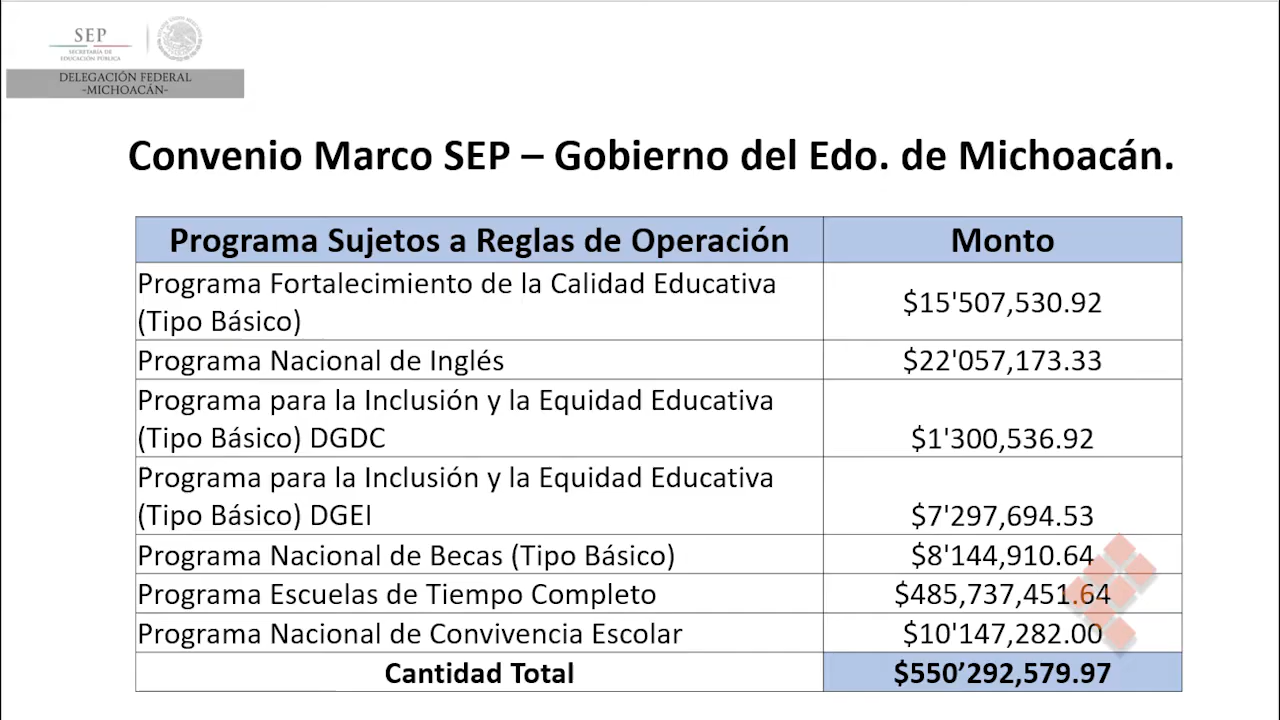 SEP
SECRETARÍA DE
EDUCACIÓN PÚBLICA
DELEGACIÓN FEDERAL
-MICHOACÁN-
Convenio Marco SEP – Gobierno del Edo. de Michoacán.
Programa Sujetos a Reglas de Operación Monto
Programa Fortalecimiento de la Calidad Educativa
(Tipo Básico) $15'507,530.92
Programa Nacional de Inglés $22'057,173.33
Programa para la Inclusión y la Equidad Educativa
(Tipo Básico) DGDC $1'300,536.92
Programa para la Inclusión y la Equidad Educativa
(Tipo Básico) DGEI $7'297,694.53
Programa Nacional de Becas (Tipo Básico) $8'144,910.64
Programa Escuelas de Tiempo Completo $485,737,451.64
Programa Nacional de Convivencia Escolar $10'147,282.00
Cantidad Total $550’292,579.97